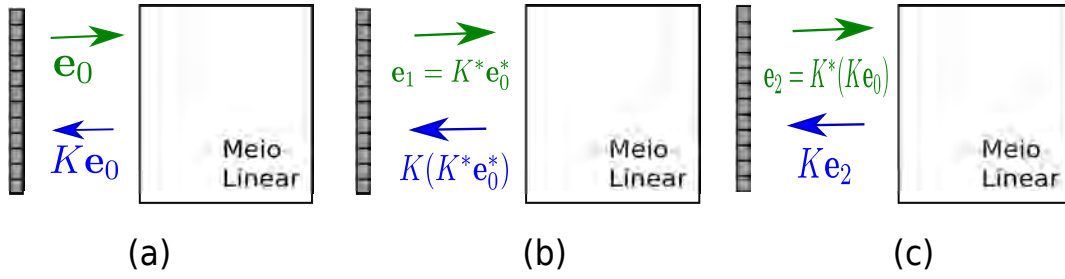 e₀
Ke₀
Meio
Linear
(a)
e₁ = K*e₀*
K(K*e₀*)
Meio
Linear
(b)
e₂ = K*(Ke₀)
Ke₂
Meio
Linear
(c)